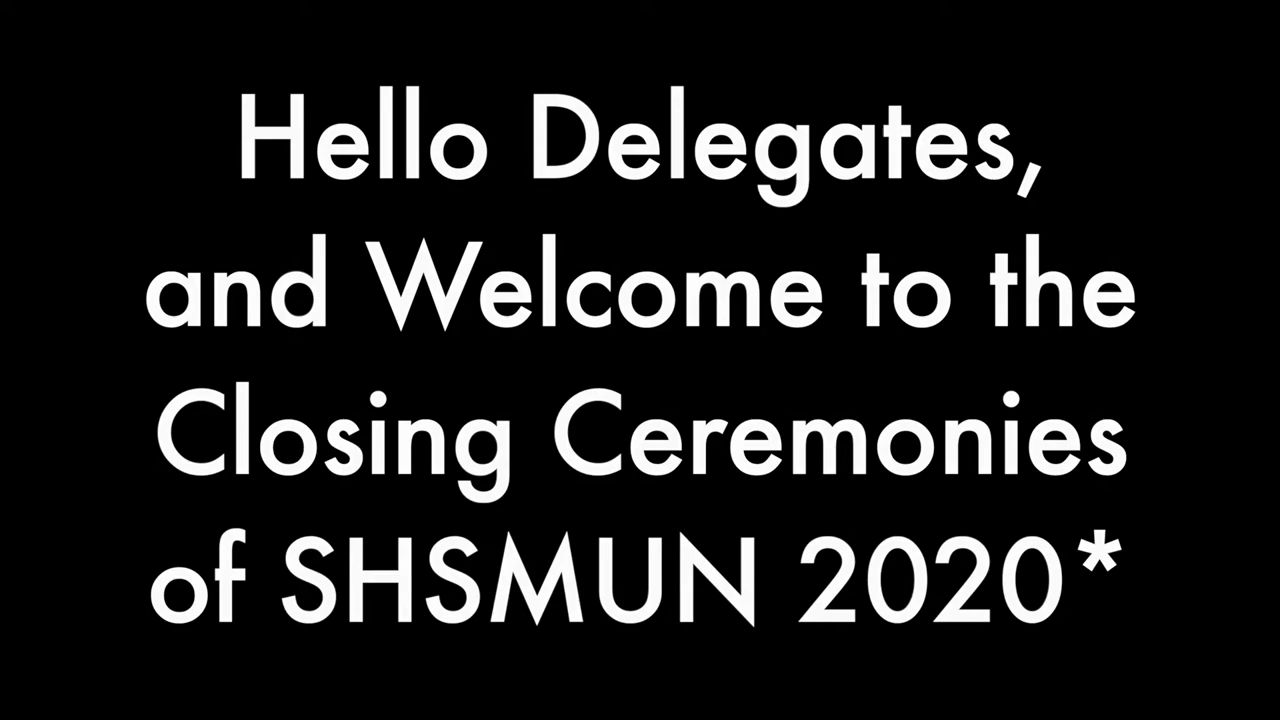 Hello Delegates,
and Welcome to the
Closing Ceremonies
of SHSMUN 2020*